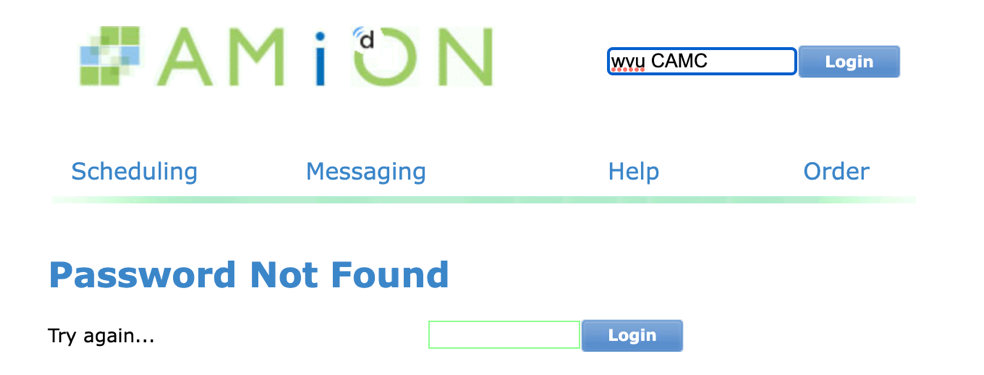 AMiON
d
wvu CAMC
Login
Scheduling Messaging Help Order
Password Not Found
Try again... Login